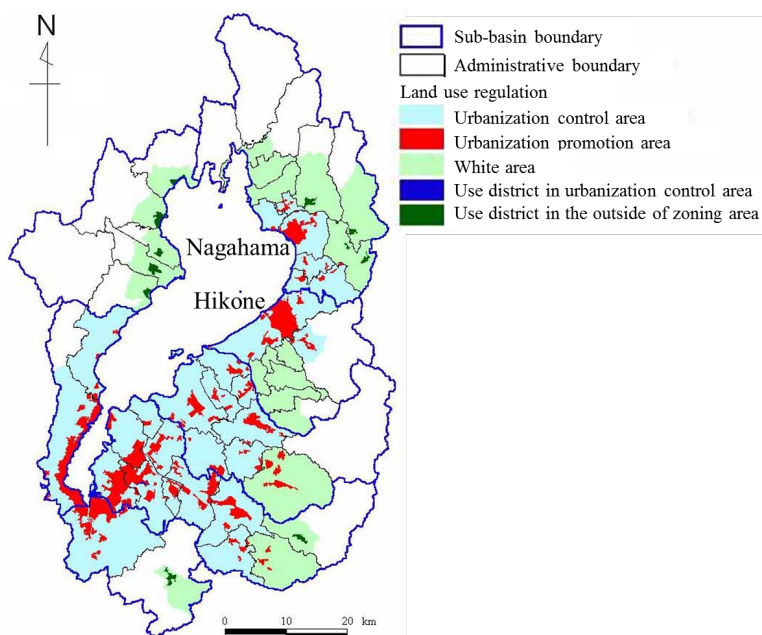 N
Sub-basin boundary
Administrative boundary
Land use regulation
Urbanization control area
Urbanization promotion area
White area
Use district in urbanization control area
Use district in the outside of zoning area
Nagahama
Hikone
0 10 20 km